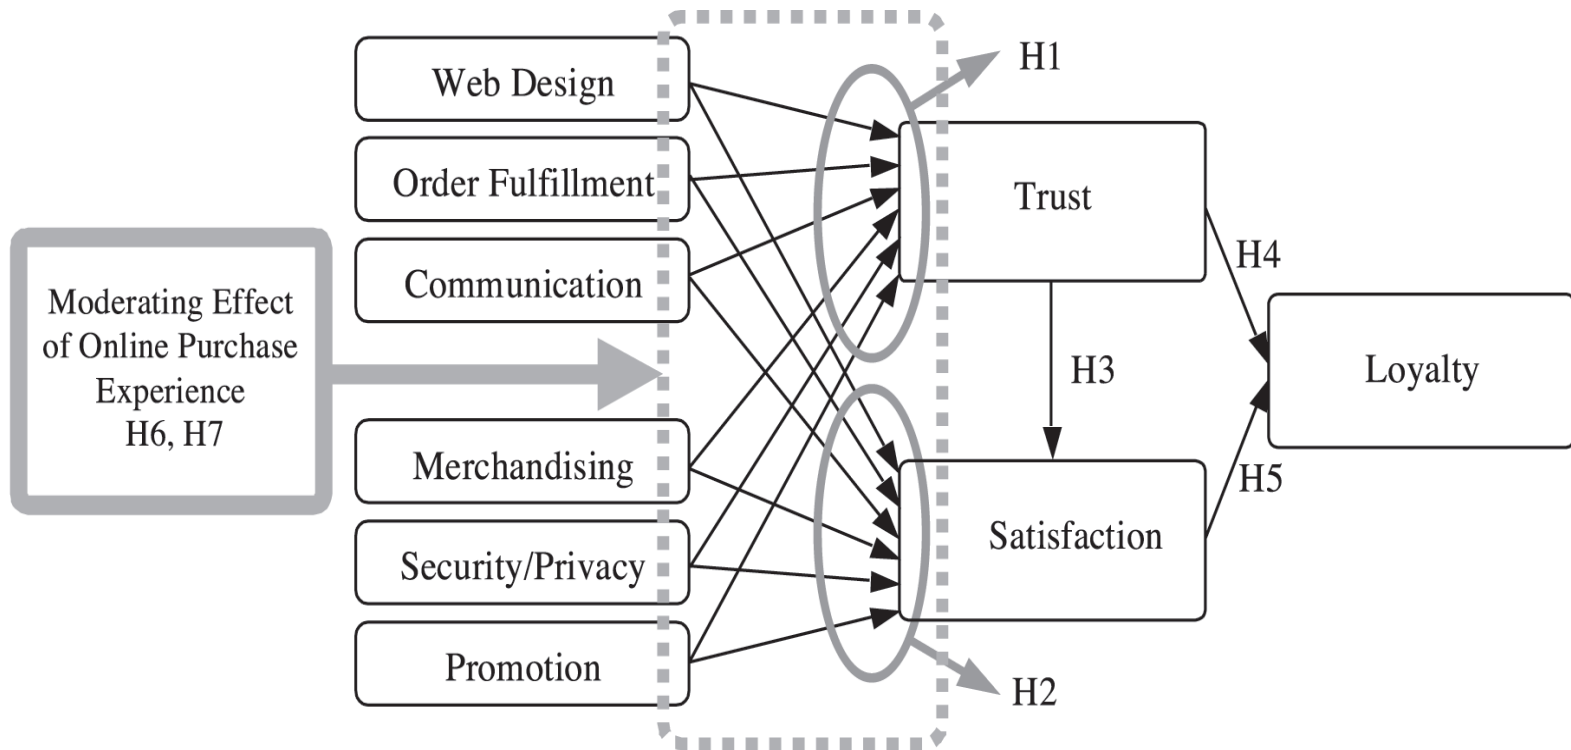 Web Design
Order Fulfillment
Communication
Moderating Effect
of Online Purchase
Experience
H6, H7
Merchandising
Security/Privacy
Promotion
H1
Trust
H4
H3
Loyalty
H5
Satisfaction
H2